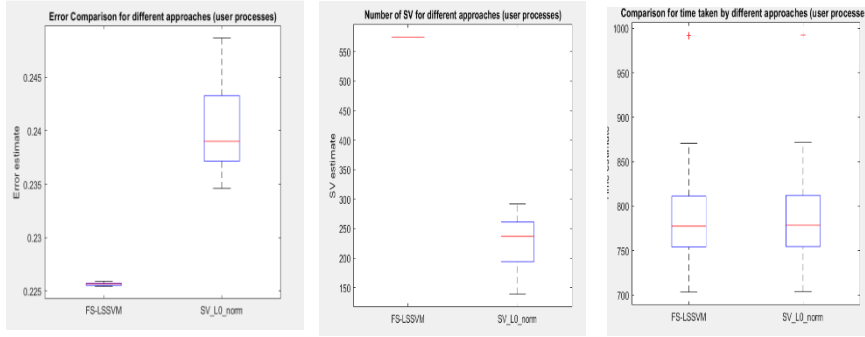 Error Comparison for different approaches (user processes)
Error estimate
0.245
0.24
0.235
0.23
0.225
FS-LSSVM
SV_L0_norm
Number of SV for different approaches (user processes)
SV estimate
550
500
450
400
350
300
250
200
150
FS-LSSVM
SV_L0_norm
Comparison for time taken by different approaches (user processe
1000
950
900
850
800
750
700
FS-LSSVM
SV_L0_norm